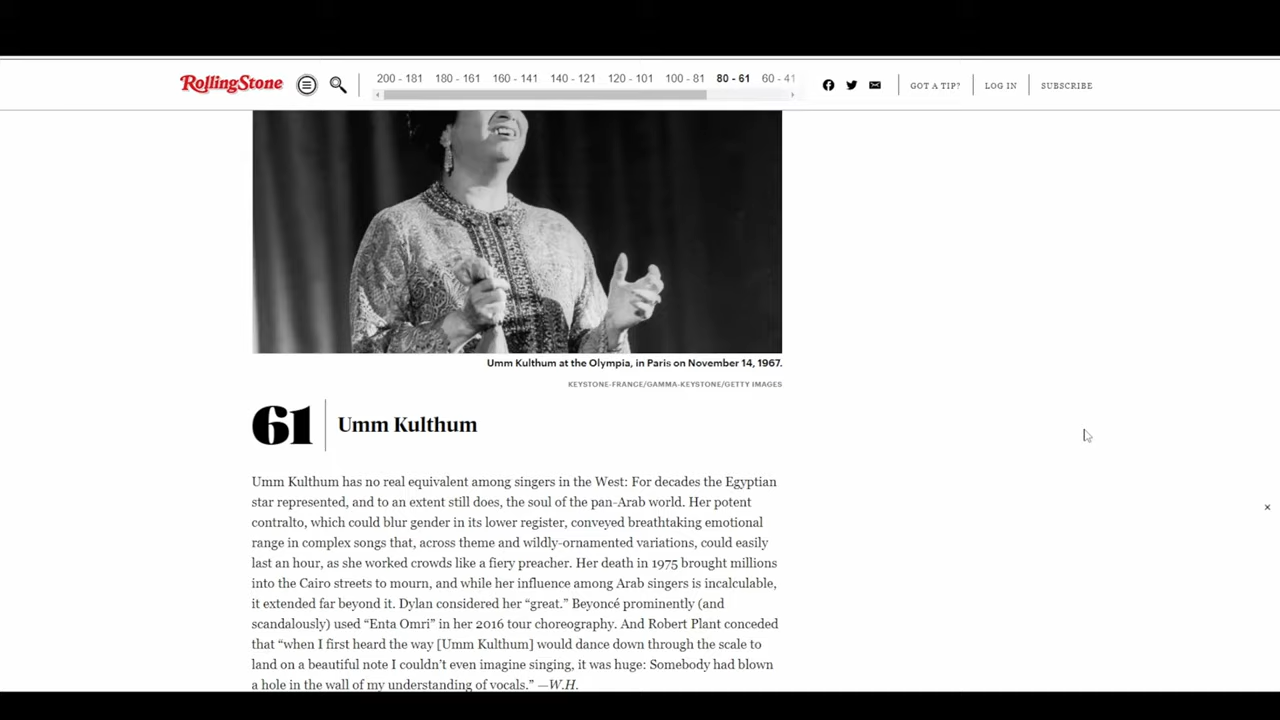 RollingStone
200 - 181 180 - 161 160 - 141 140 - 121 120 - 101 100 - 81 80 - 61 60 - 41
GOT A TIP? LOG IN SUBSCRIBE
Umm Kulthum at the Olympia, in Paris on November 14, 1967.
KEYSTONE-FRANCE/GAMMA-KEYSTONE/GETTY IMAGES
61 Umm Kulthum
Umm Kulthum has no real equivalent among singers in the West: For decades the Egyptian
star represented, and to an extent still does, the soul of the pan-Arab world. Her potent
contralto, which could blur gender in its lower register, conveyed breathtaking emotional
range in complex songs that, across theme and wildly-ornamented variations, could easily
last an hour, as she worked crowds like a fiery preacher. Her death in 1975 brought millions
into the Cairo streets to mourn, and while her influence among Arab singers is incalculable,
it extended far beyond it. Dylan considered her “great.” Beyoncé prominently (and
scandalously) used “Enta Omri” in her 2016 tour choreography. And Robert Plant conceded
that “when I first heard the way [Umm Kulthum] would dance down through the scale to
land on a beautiful note I couldn’t even imagine singing, it was huge: Somebody had blown
a hole in the wall of my understanding of vocals.” —W.H.